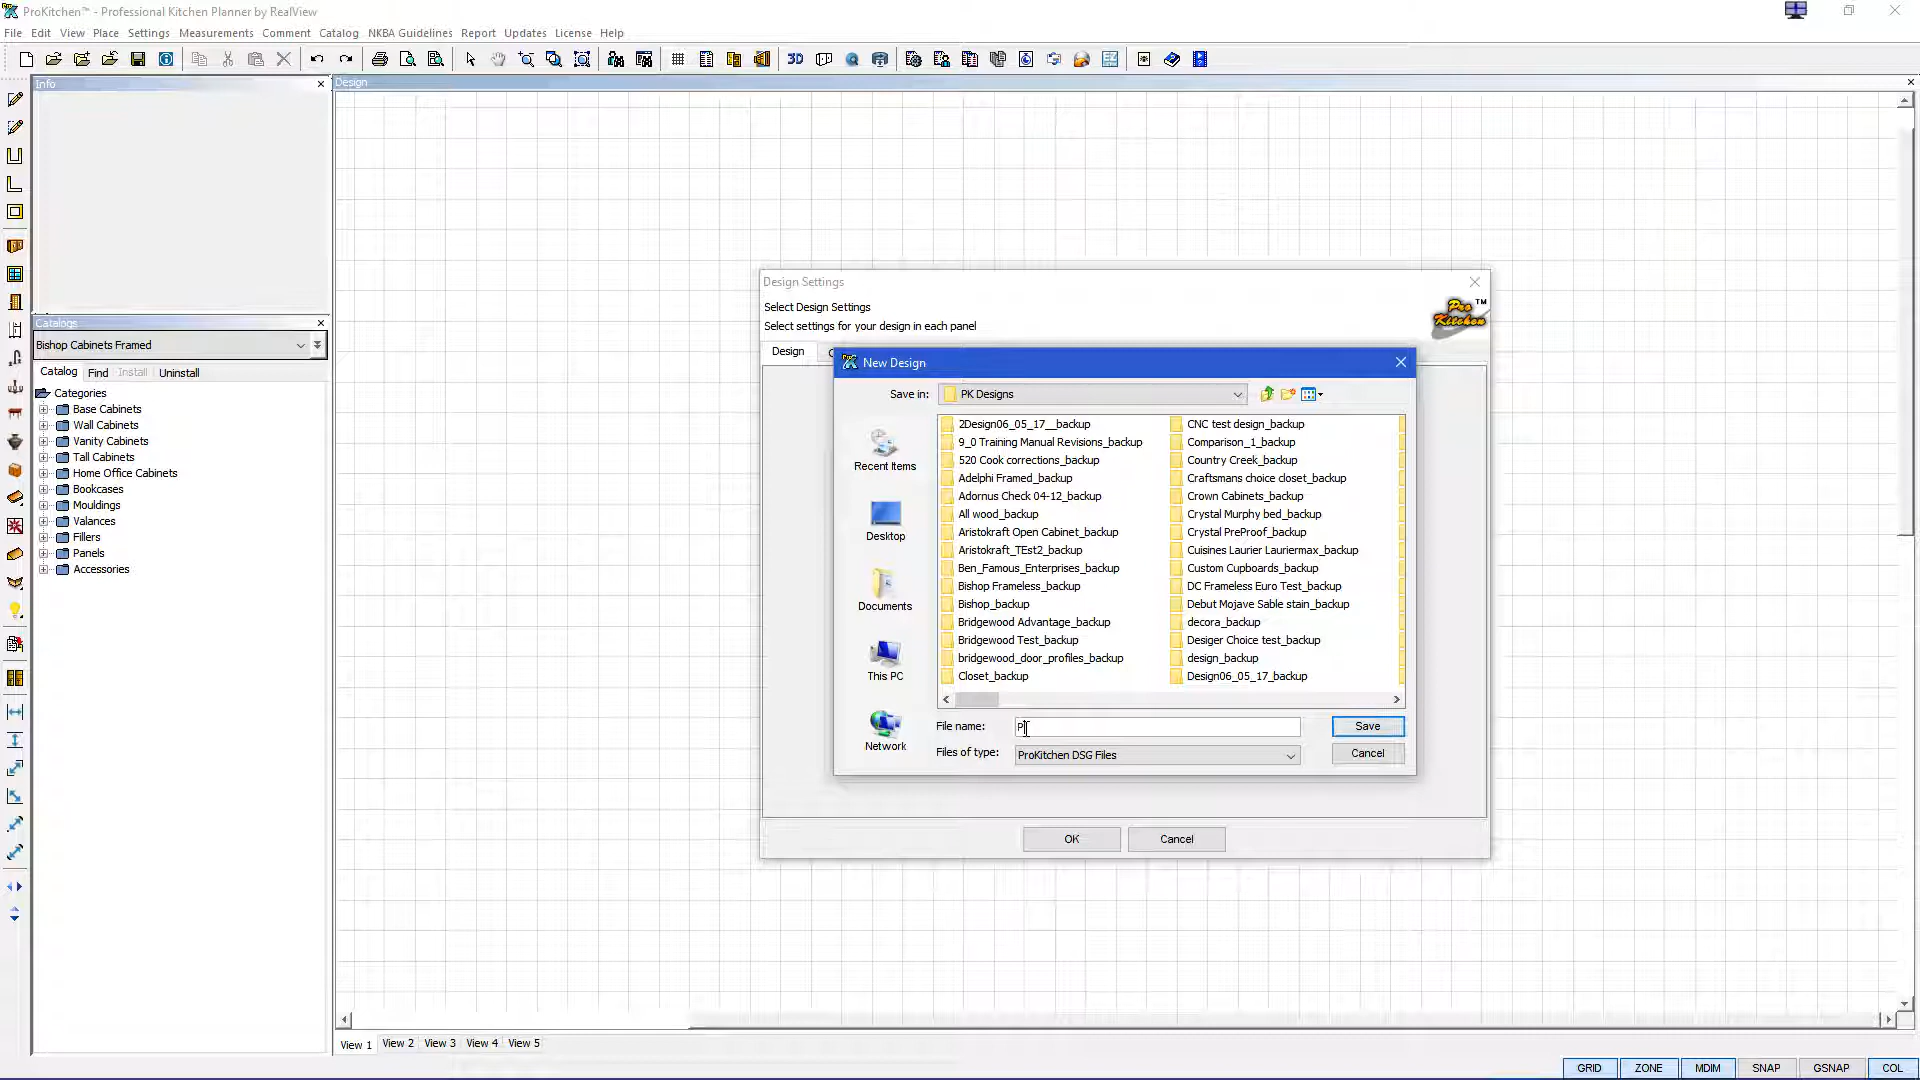 ProKitchen™ - Professional Kitchen Planner by RealView
File Edit View Place Settings Measurements Comment Catalog NKBA Guidelines Report Updates License Help
3D
Info
Design
Catalogs
Bishop Cabinets Framed
Catalog Find Install Uninstall
Categories
Base Cabinets
Wall Cabinets
Vanity Cabinets
Tall Cabinets
Home Office Cabinets
Bookcases
Mouldings
Valances
Fillers
Panels
Accessories
Design Settings
Select Design Settings
Select settings for your design in each panel
Pro Kitchen ™
Design
New Design
Save in: PK Designs
Recent Items
Desktop
Documents
This PC
Network
2Design06_05_17__backup
9_0 Training Manual Revisions_backup
520 Cook corrections_backup
Adelphi Framed_backup
Adornus Check 04-12_backup
All wood_backup
Aristokraft Open Cabinet_backup
Aristokraft_TEst2_backup
Ben_Famous_Enterprises_backup
Bishop Frameless_backup
Bishop_backup
Bridgewood Advantage_backup
Bridgewood Test_backup
bridgewood_door_profiles_backup
Closet_backup
CNC test design_backup
Comparison_1_backup
Country Creek_backup
Craftsmans choice closet_backup
Crown Cabinets_backup
Crystal Murphy bed_backup
Crystal PreProof_backup
Cuisines Laurier Lauriermax_backup
Custom Cupboards_backup
DC Frameless Euro Test_backup
Debut Mojave Sable stain_backup
decora_backup
Desiger Choice test_backup
design_backup
Design06_05_17_backup
File name: P
Save
Files of type: ProKitchen DSG Files
Cancel
OK Cancel
View 1 View 2 View 3 View 4 View 5
GRID ZONE MDIM SNAP GSNAP COL